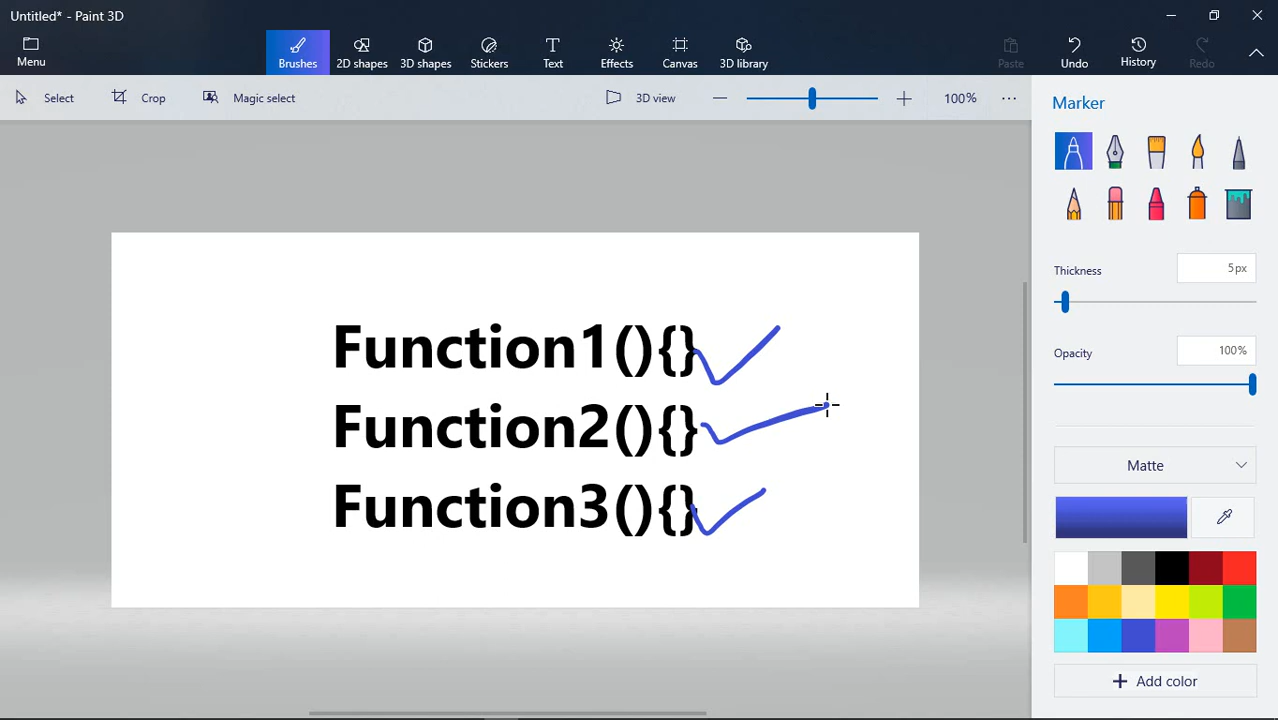 Untitled* - Paint 3D
Menu
Brushes
2D shapes
3D shapes
Stickers
Text
Effects
Canvas
3D library
Paste
Undo
History
Redo
Select
Crop
Magic select
3D view
100%
Marker
Thickness
5px
Opacity
100%
Matte
Add color
Function1(){}
Function2(){}
Function3(){}